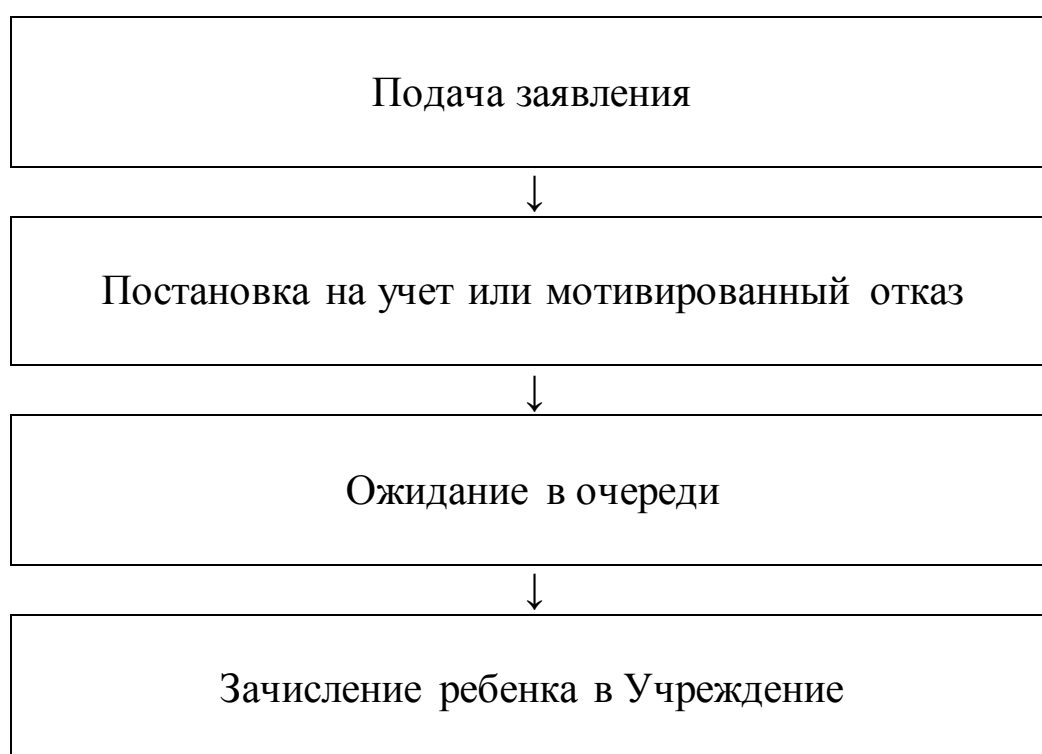 Подача заявления
↓
Постановка на учет или мотивированный отказ
↓
Ожидание в очереди
↓
Зачисление ребенка в Учреждение